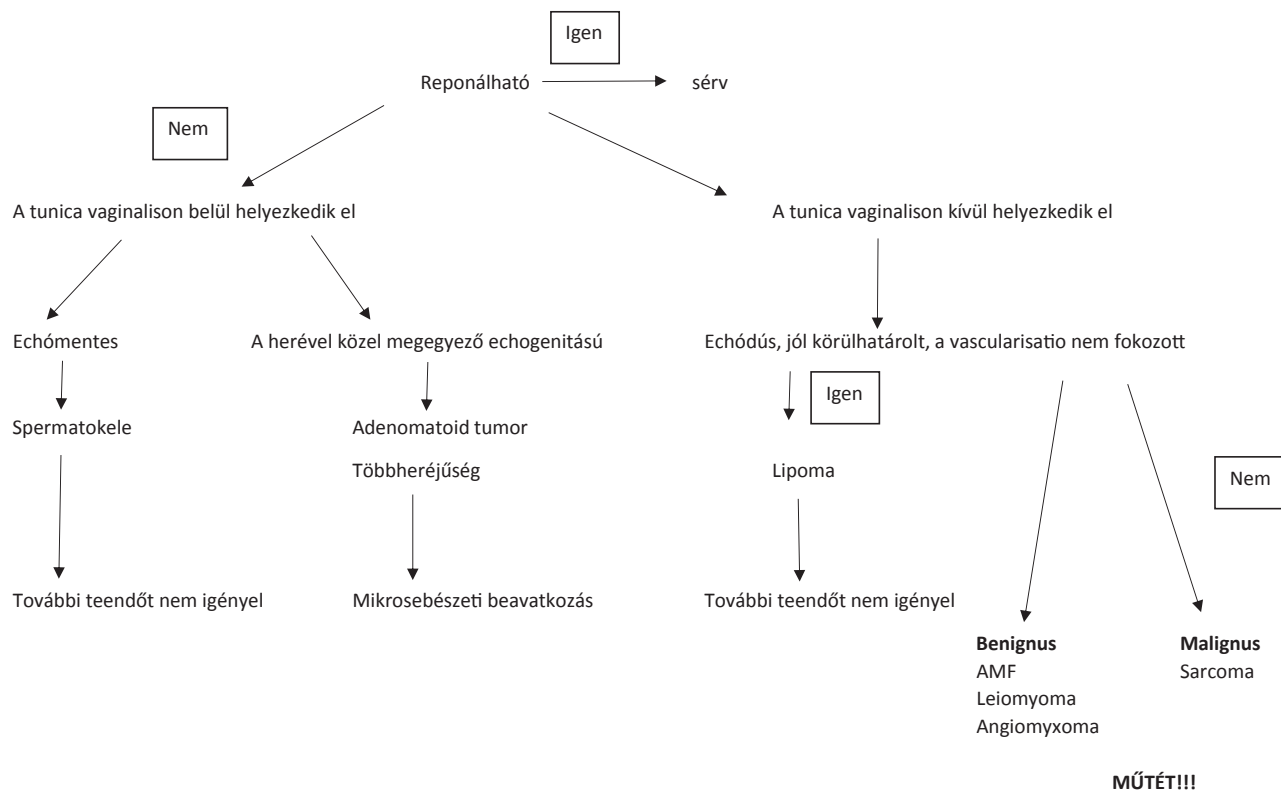 Igen
Reponálható
sérv
Nem
A tunica vaginalison belül helyezkedik el
A tunica vaginalison kívül helyezkedik el
Echómentes
A herével közel megegyező echogenitású
Echódús, jól körülhatárolt, a vascularisatio nem fokozott
Igen
Spermatokele
Adenomatoid tumor
Többheréjűség
Lipoma
Nem
További teendőt nem igényel
Mikrosebészeti beavatkozás
További teendőt nem igényel
Benignus
AMF
Leiomyoma
Angiomyxoma
Malignus
Sarcoma
MŰTÉT!!!